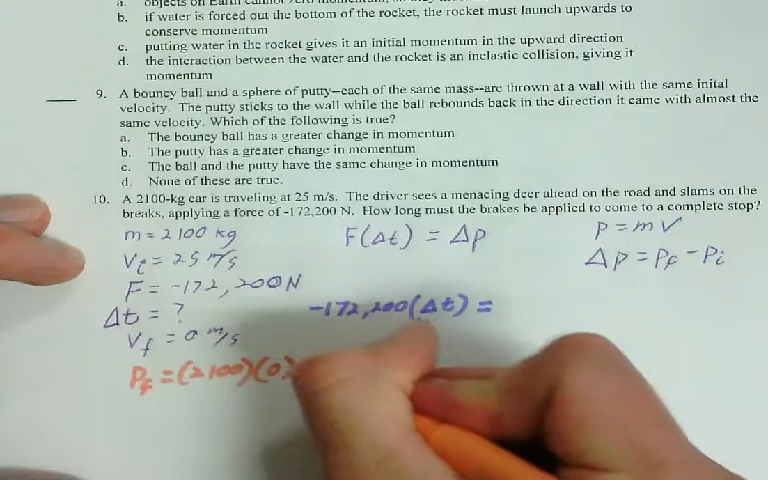 a. objects on Earth cannot
b. if water is forced out the bottom of the rocket, the rocket must launch upwards to
conserve momentum
c. putting water in the rocket gives it an initial momentum in the upward direction
d. the interaction between the water and the rocket is an inelastic collision, giving it
momentum
9. A bouncy ball and a sphere of putty—each of the same mass--are thrown at a wall with the same inital
velocity. The putty sticks to the wall while the ball rebounds back in the direction it came with almost the
same velocity. Which of the following is true?
a. The bouncy ball has a greater change in momentum
b. The putty has a greater change in momentum
c. The ball and the putty have the same change in momentum
d. None of these are true.
10. A 2100-kg car is traveling at 25 m/s. The driver sees a menacing deer ahead on the road and slams on the
breaks, applying a force of -172,200 N. How long must the brakes be applied to come to a complete stop?
m = 2100 kg F(Δt) = Δp p = mv
Vi = 25 m/s Δp = Pf - Pi
F = -172,200N
Δt = ? -172,200(Δt) =
Vf = 0 m/s
Pf = (2100)(0)